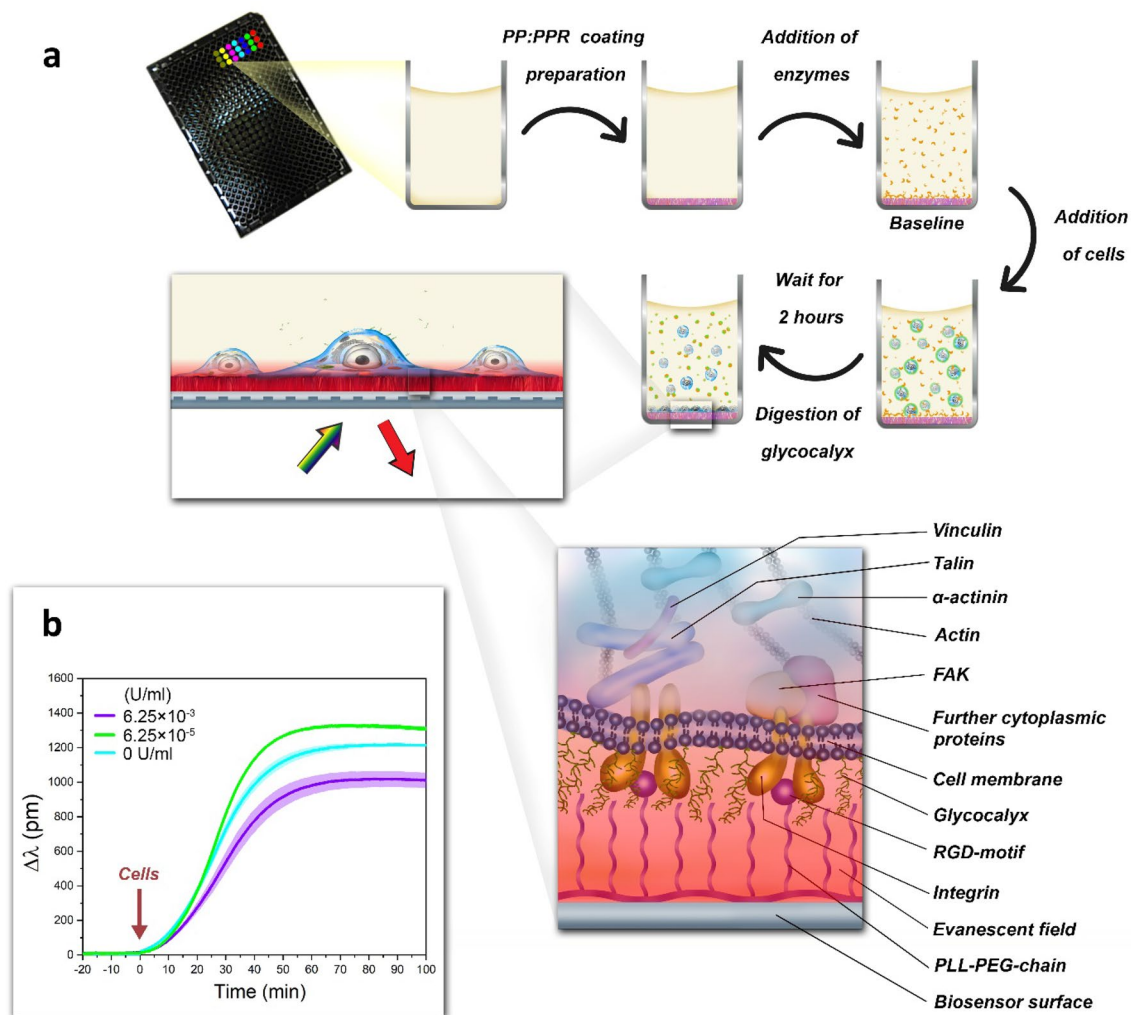 a
PP:PPR coating
preparation
Addition of
enzymes
Baseline
Addition
of cells
Wait for
2 hours
Digestion of
glycocalyx
Vinculin
Talin
α-actinin
Actin
FAK
Further cytoplasmic
proteins
Cell membrane
Glycocalyx
RGD-motif
Integrin
Evanescent field
PLL-PEG-chain
Biosensor surface
b
(U/ml)
6.25×10⁻³
6.25×10⁻⁵
0 U/ml
Cells
Δλ (pm)
1600
1400
1200
1000
800
600
400
200
0
-20 -10 0 10 20 30 40 50 60 70 80 90 100
Time (min)